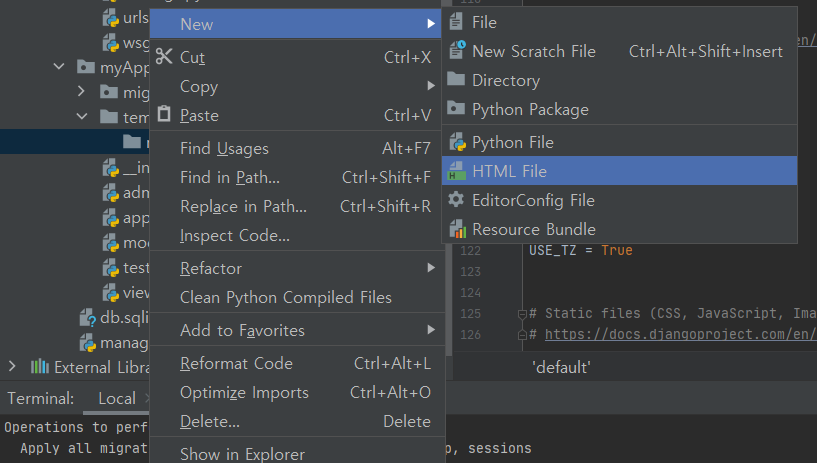 urls
wsg
myApp
mig
tem
__in
adm
app
mod
test
view
db.sqli
manag
External Libra
New
Cut Ctrl+X
Copy
Paste Ctrl+V
Find Usages Alt+F7
Find in Path... Ctrl+Shift+F
Replace in Path... Ctrl+Shift+R
Inspect Code...
Refactor
Clean Python Compiled Files
Add to Favorites
Reformat Code Ctrl+Alt+L
Optimize Imports Ctrl+Alt+O
Delete... Delete
Show in Explorer
File
New Scratch File Ctrl+Alt+Shift+Insert
Directory
Python Package
Python File
HTML File
EditorConfig File
Resource Bundle
en/
122 USE_TZ = True
123
124
125 # Static files (CSS, JavaScript, Ima
126 # https://docs.djangoproject.com/en/
'default'
Terminal: Local
Operations to perf
Apply all migrat
p, sessions